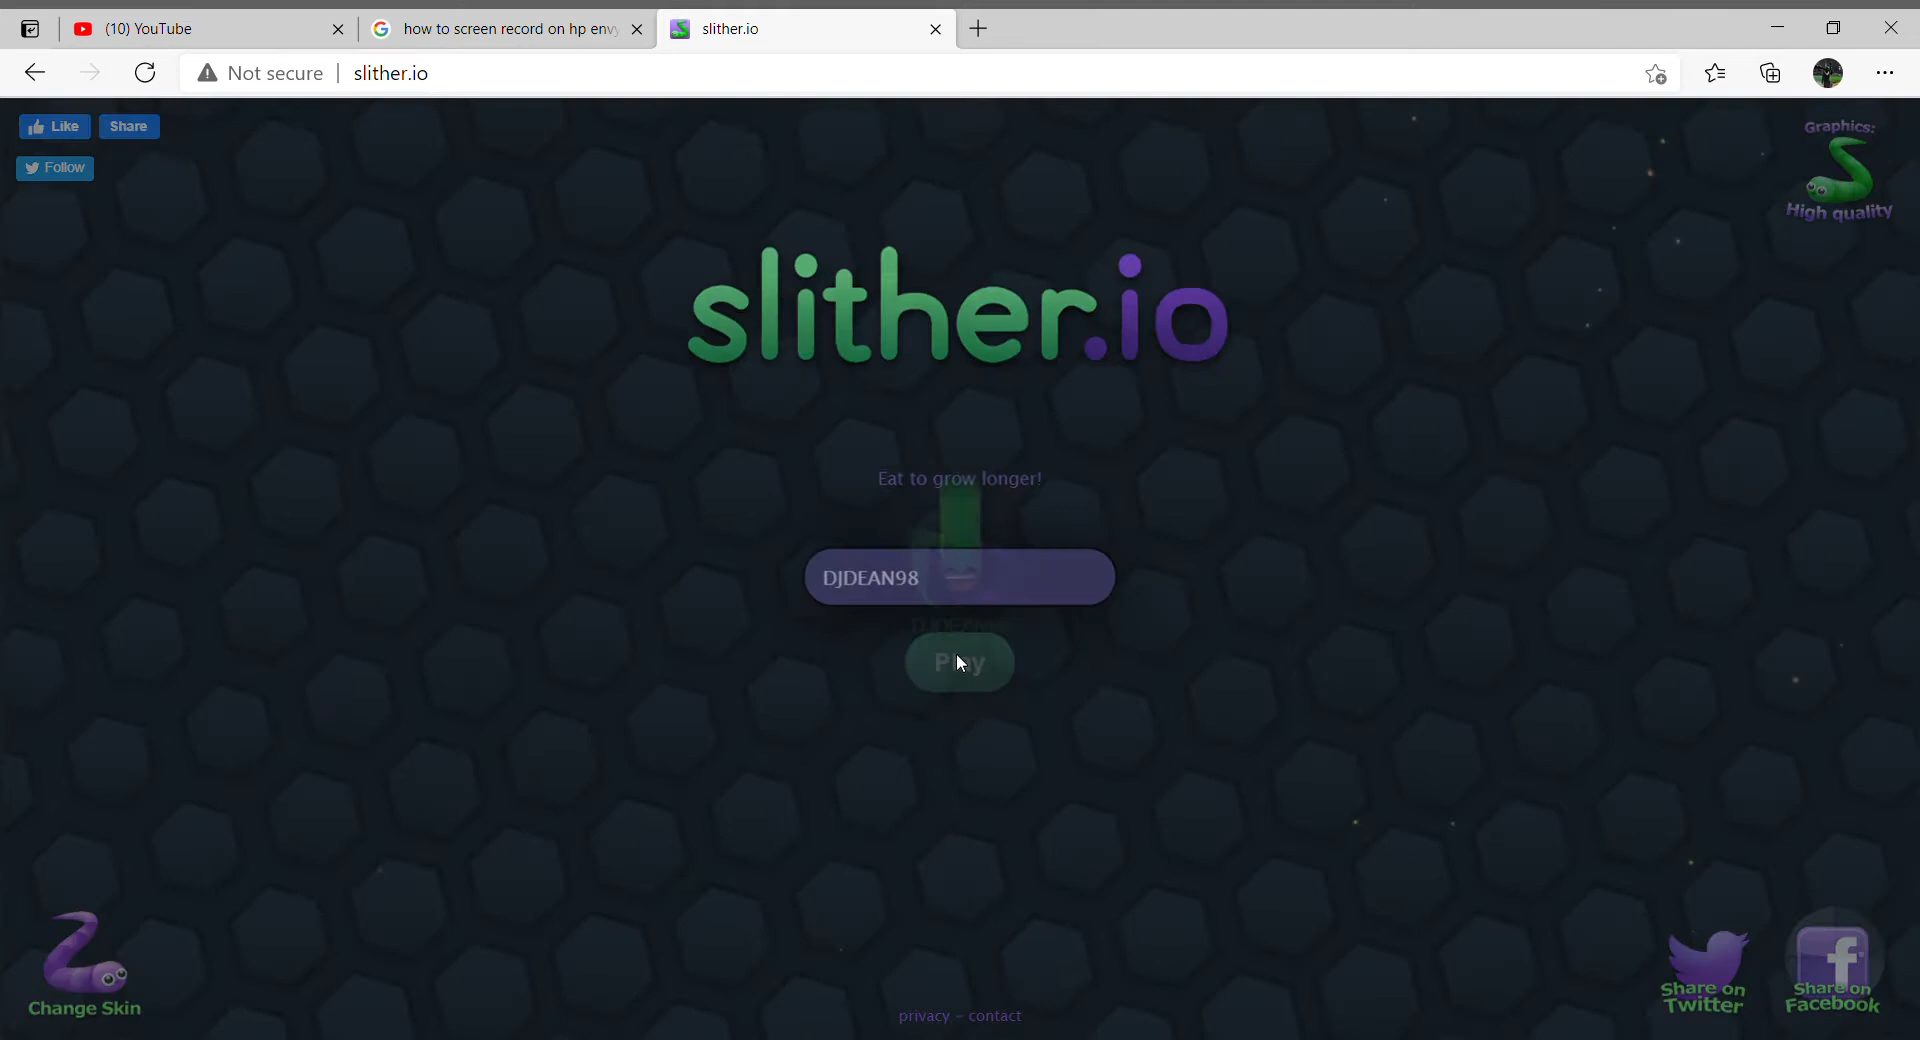 (10) YouTube
how to screen record on hp envy
slither.io
Not secure | slither.io
Like
Share
Follow
Graphics:
High quality
slither.io
Eat to grow longer!
DJDEAN98
Play
Change Skin
Share on Twitter
Share on Facebook
privacy - contact